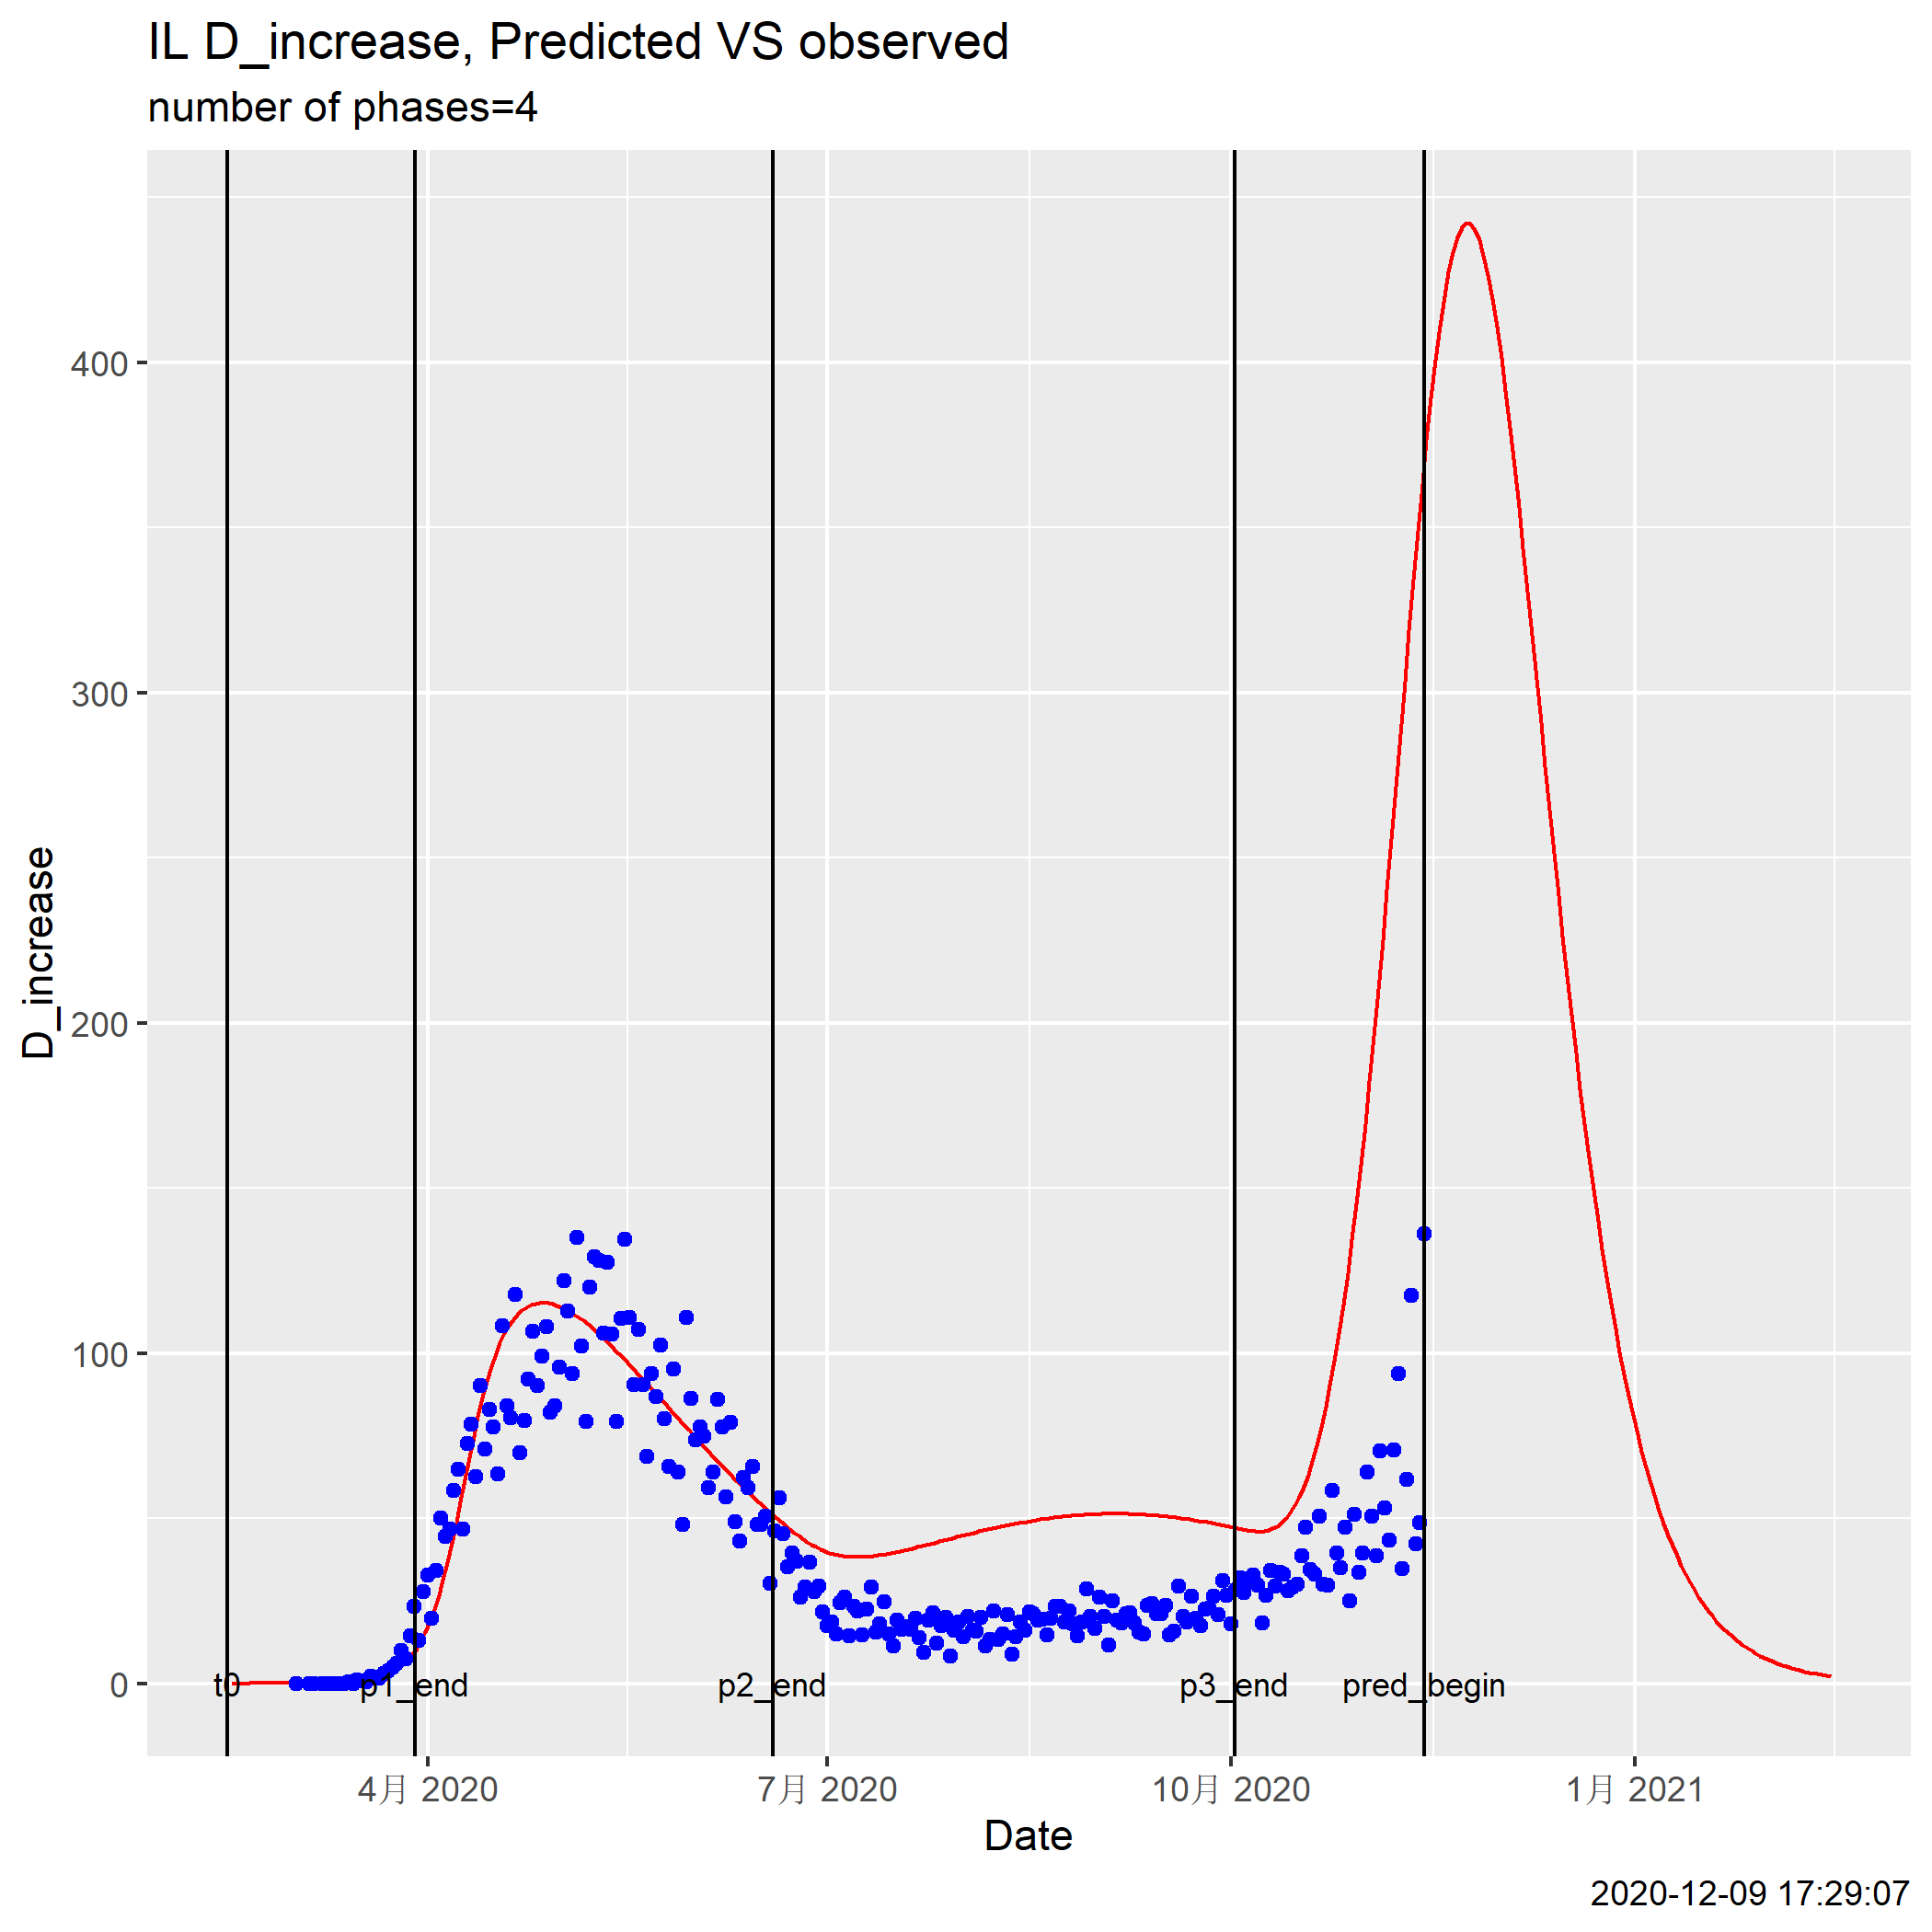 IL D_increase, Predicted VS observed
number of phases=4
D_increase
400
300
200
100
0
t0
p1_end
p2_end
p3_end
pred_begin
4月 2020
7月 2020
10月 2020
1月 2021
Date
2020-12-09 17:29:07